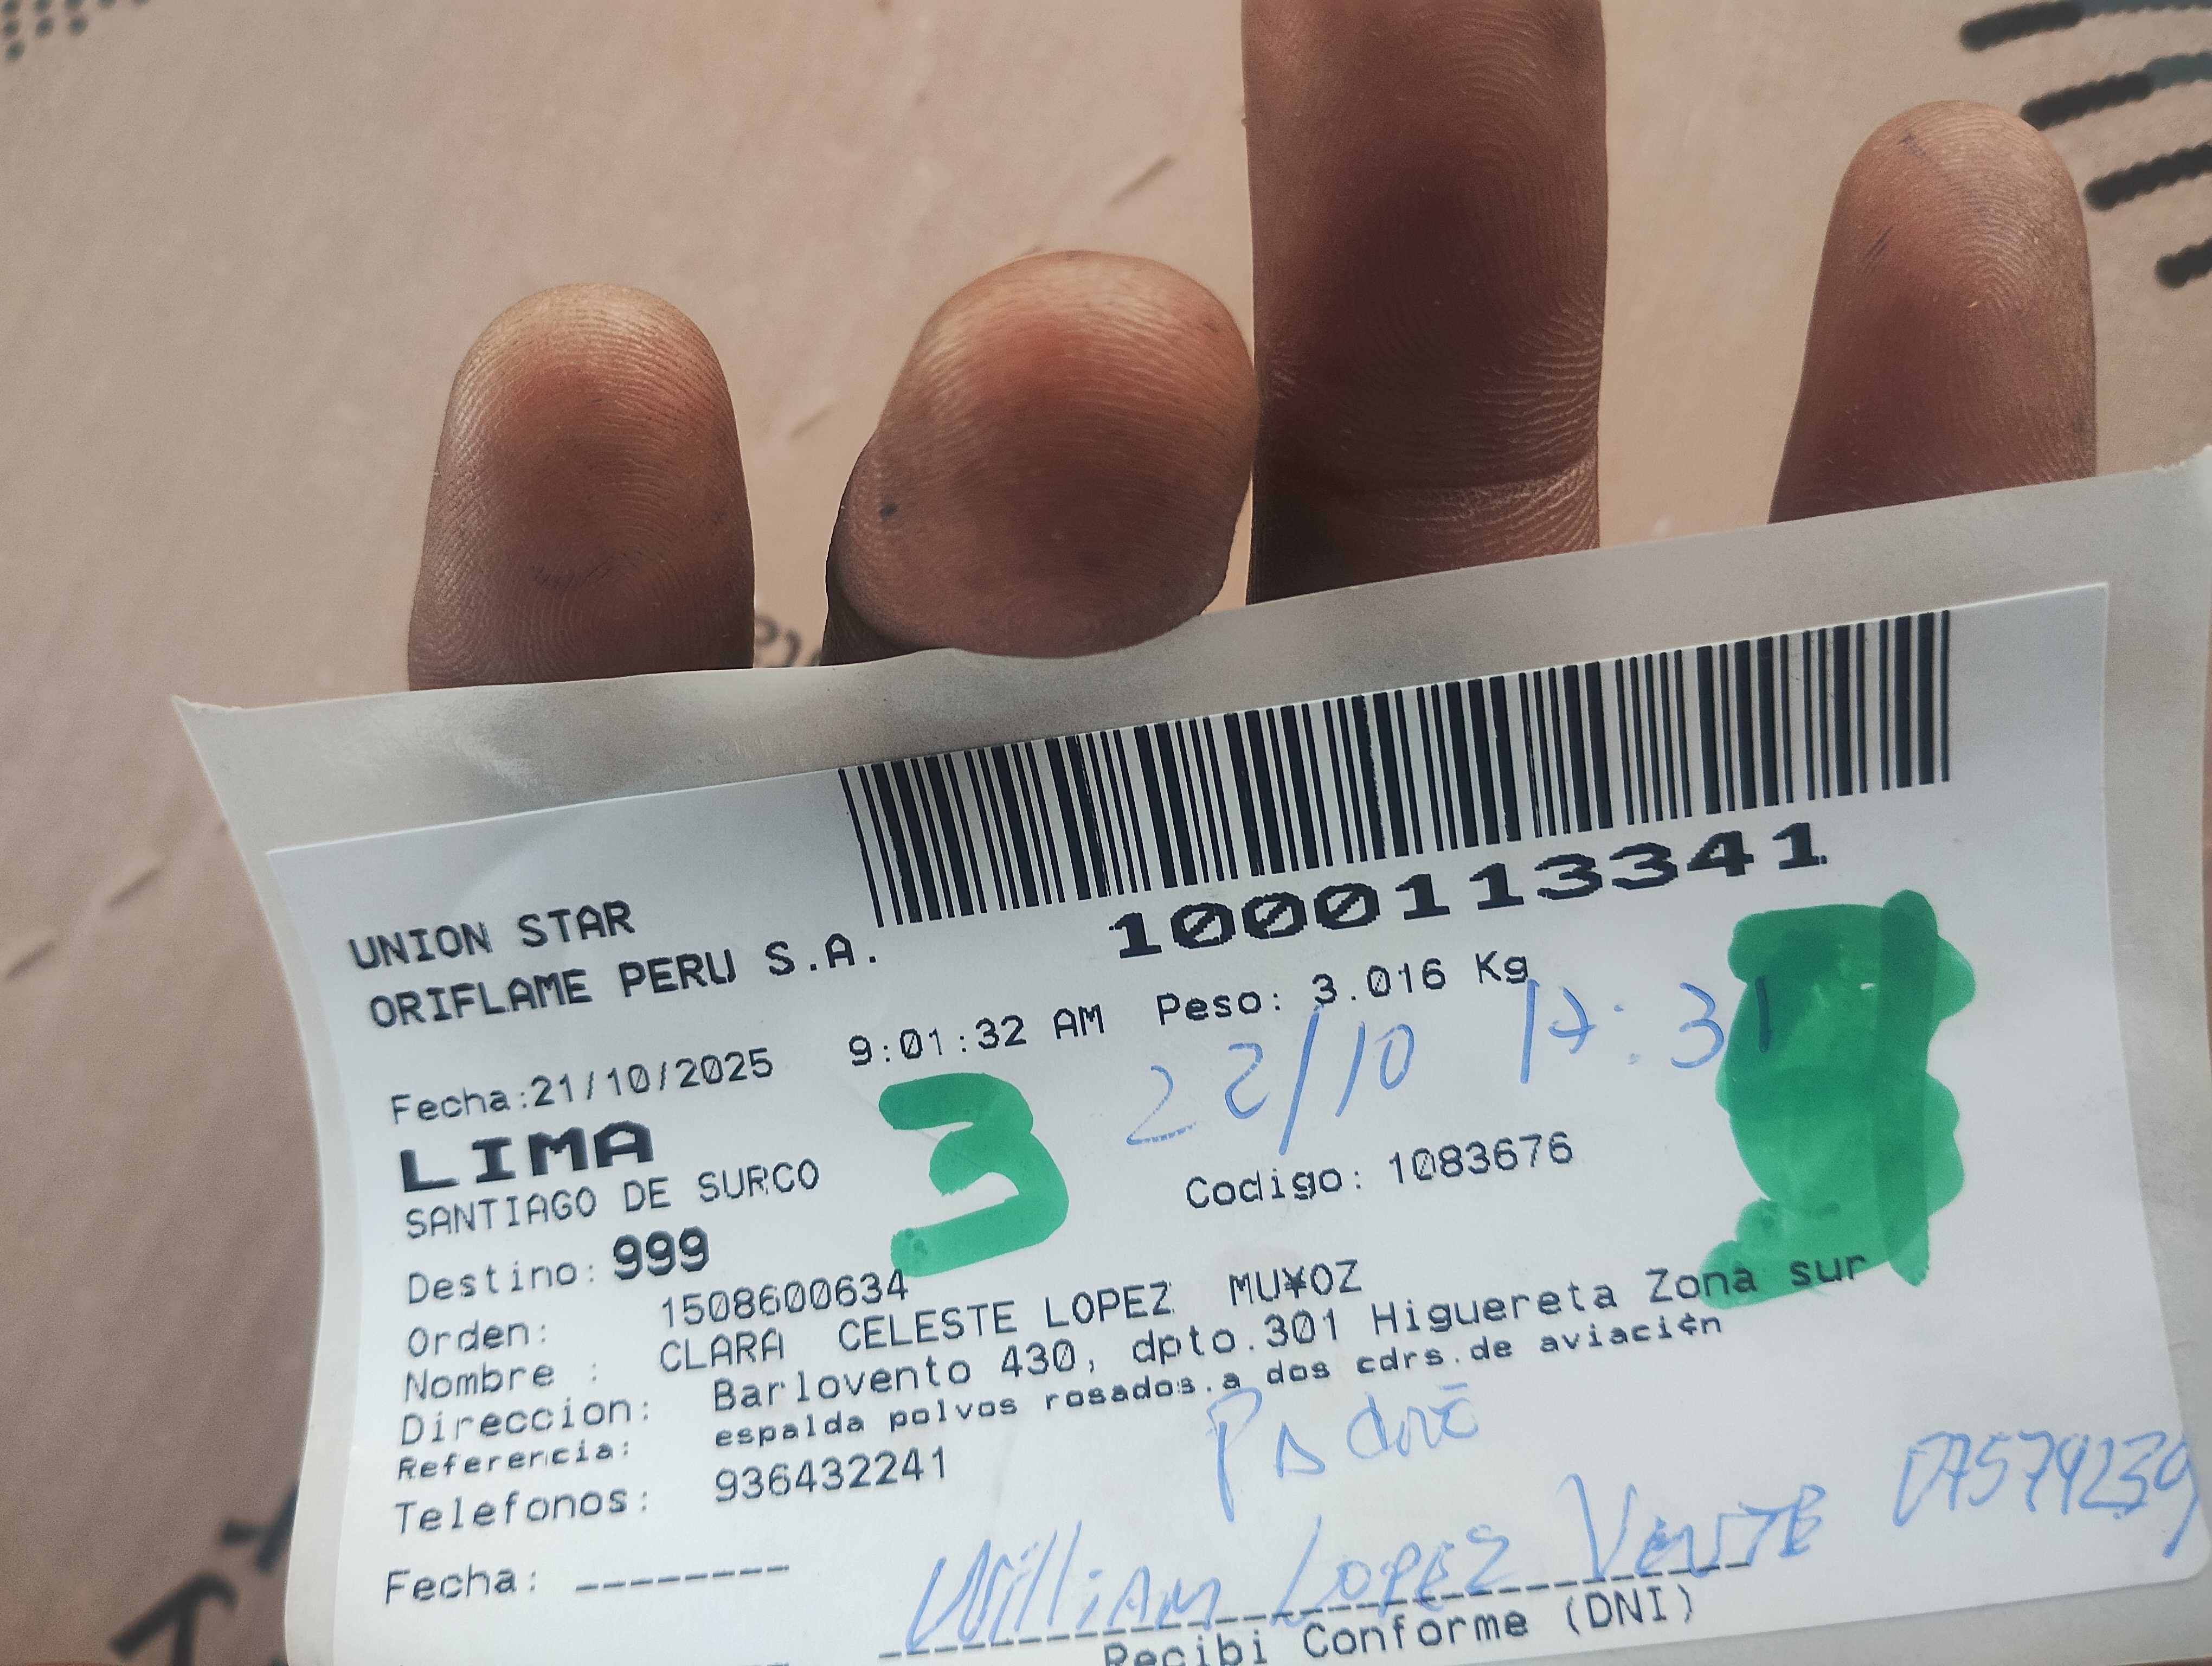 1000113341
UNION STAR
ORIFLAME PERU S.A.
Fecha:21/10/2025 9:01:32 AM Peso: 3.016 Kg
22/10 17:31
LIMA
3
SANTIAGO DE SURCO
Codigo: 1083676
Destino: 999
Orden: 1508600634
Nombre : CLARA CELESTE LOPEZ MU¥OZ
Direccion: Barlovento 430, dpto.301 Higuereta Zona sur
Referencia: espalda polvos rosados.a dos cdrs.de aviaci¢n
Telefonos: 936432241
Padre
William LOPEZ 07574239
Fecha: --------
Recibi Conforme (DNI)